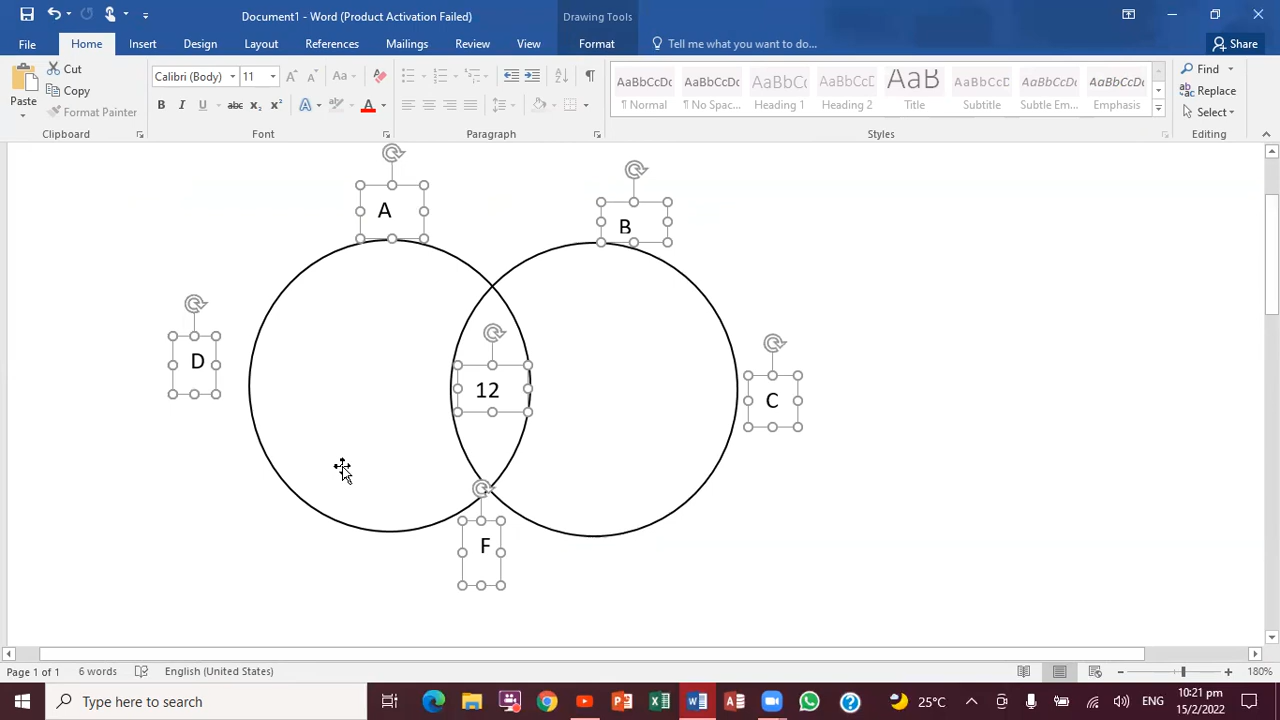 Document1 - Word (Product Activation Failed)
Drawing Tools
File
Home
Insert
Design
Layout
References
Mailings
Review
View
Format
Tell me what you want to do...
Share
Paste
Cut
Copy
Format Painter
Clipboard
Calibri (Body)
11
Font
Paragraph
AaBbCcDc
¶ Normal
AaBbCcDc
¶ No Spac...
AaBbCc
Heading 1
AaBbCcE
Heading 2
AaB
Title
AaBbCcD
Subtitle
AaBbCcDc
Subtle Em...
AaBbCcDc
Emphasis
Styles
Find
Replace
Select
Editing
A
B
D
12
C
F
Page 1 of 1
6 words
English (United States)
180%
Type here to search
25°C
ENG
10:21 pm
15/2/2022